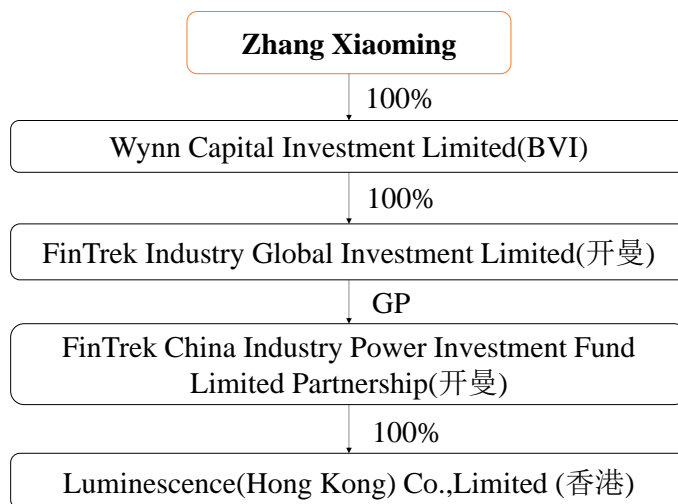 Zhang Xiaoming
100%
Wynn Capital Investment Limited(BVI)
100%
FinTrek Industry Global Investment Limited(开曼)
GP
FinTrek China Industry Power Investment Fund
Limited Partnership(开曼)
100%
Luminescence(Hong Kong) Co.,Limited (香港)